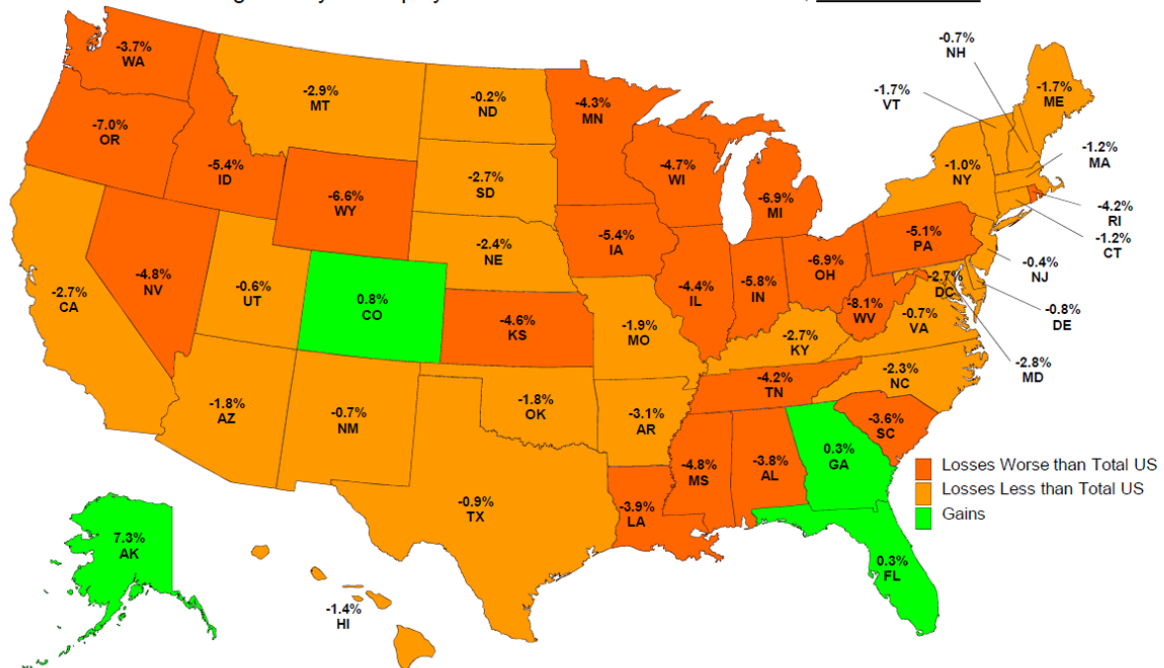 -3.7%
WA
-7.0%
OR
-5.4%
ID
-2.9%
MT
-0.2%
ND
-4.3%
MN
-4.7%
WI
-6.9%
MI
-0.7%
NH
-1.7%
VT
-1.7%
ME
-1.2%
MA
-1.0%
NY
-4.2%
RI
-1.2%
CT
-6.6%
WY
-2.7%
SD
-5.4%
IA
-2.4%
NE
-5.1%
PA
-0.4%
NJ
-2.7%
CA
-4.8%
NV
-0.6%
UT
0.8%
CO
-4.6%
KS
-1.9%
MO
-4.4%
IL
-5.8%
IN
-6.9%
OH
-8.1%
WV
-2.7%
DC
-0.7%
VA
-0.8%
DE
-2.8%
MD
-2.7%
KY
-1.8%
AZ
-0.7%
NM
-1.8%
OK
-3.1%
AR
-4.2%
TN
-2.3%
NC
-3.6%
SC
-0.9%
TX
-3.9%
LA
-4.8%
MS
-3.8%
AL
0.3%
GA
0.3%
FL
7.3%
AK
-1.4%
HI
Losses Worse than Total US
Losses Less than Total US
Gains